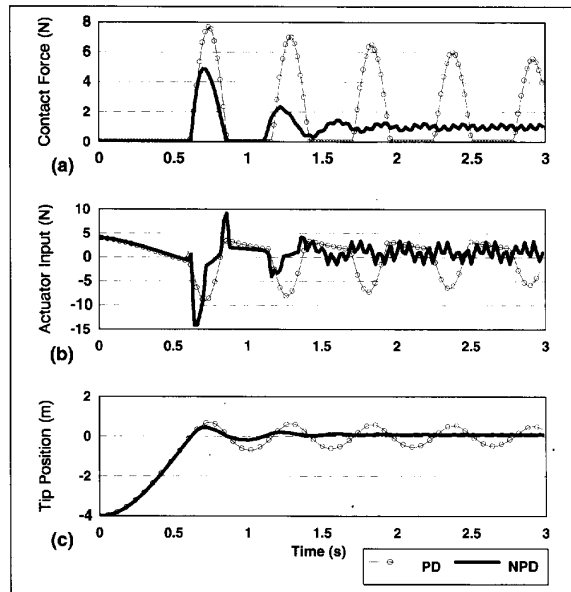 8
6
4
2
0
Contact Force (N)
0 0.5 1 1.5 2 2.5 3
(a)
10
5
0
-5
-10
-15
Actuator Input (N)
0 0.5 1 1.5 2 2.5 3
(b)
2
0
-2
-4
Tip Position (m)
0 0.5 1 1.5 2 2.5 3
(c)
Time (s)
PD NPD